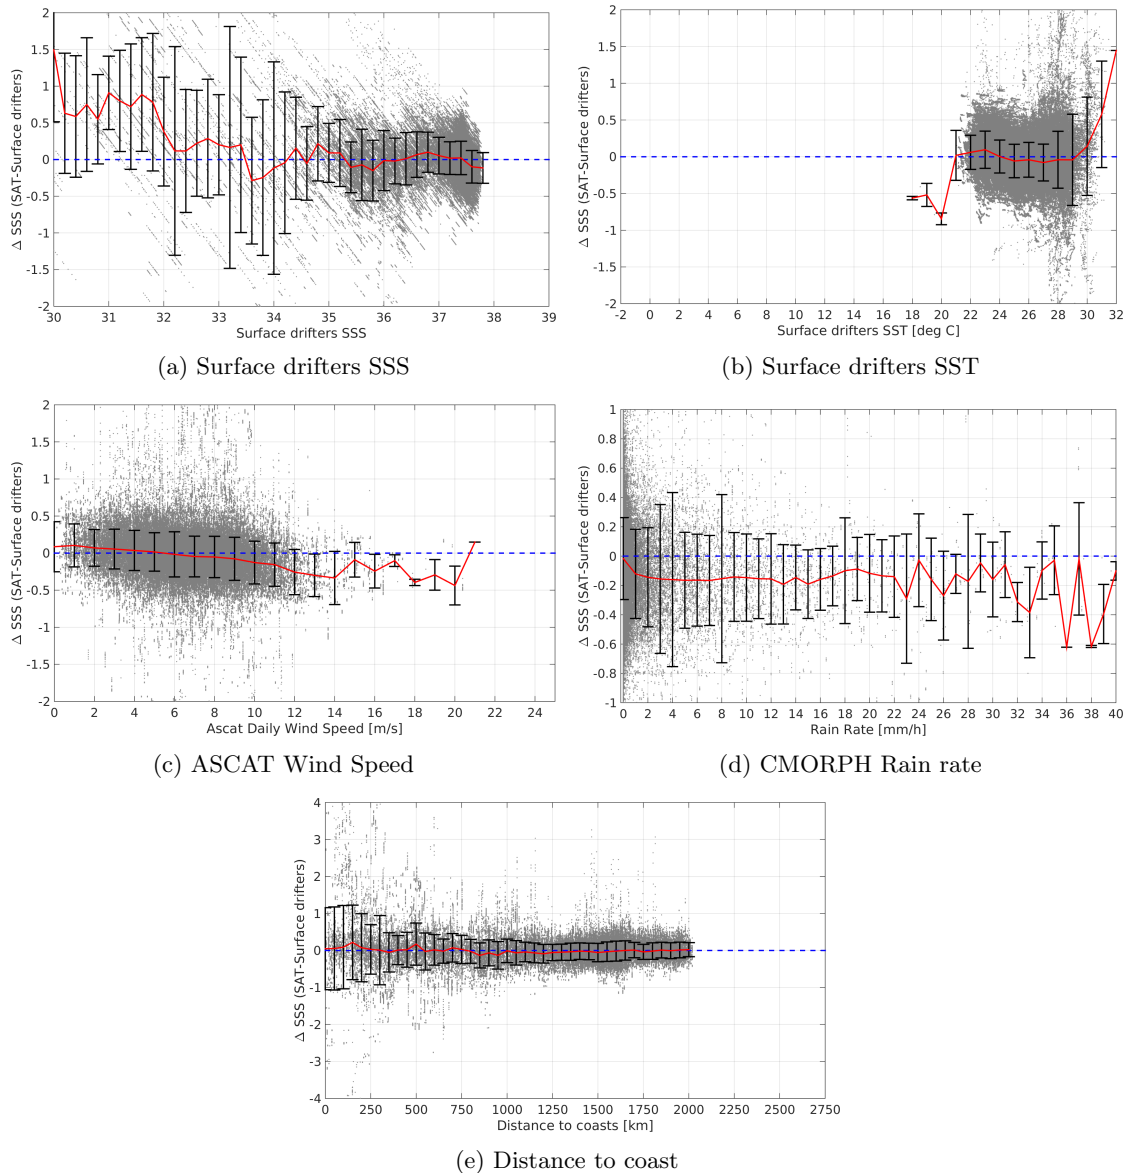 2
1.5
1
0.5
0
-0.5
-1
-1.5
-2
Δ SSS (SAT-Surface drifters)
30 31 32 33 34 35 36 37 38 39
Surface drifters SSS
(a) Surface drifters SSS
2
1.5
1
0.5
0
-0.5
-1
-1.5
-2
Δ SSS (SAT-Surface drifters)
-2 0 2 4 6 8 10 12 14 16 18 20 22 24 26 28 30 32
Surface drifters SST [deg C]
(b) Surface drifters SST
2
1.5
1
0.5
0
-0.5
-1
-1.5
-2
Δ SSS (SAT-Surface drifters)
0 2 4 6 8 10 12 14 16 18 20 22 24
Ascat Daily Wind Speed [m/s]
(c) ASCAT Wind Speed
1
0.8
0.6
0.4
0.2
0
-0.2
-0.4
-0.6
-0.8
-1
Δ SSS (SAT-Surface drifters)
0 2 4 6 8 10 12 14 16 18 20 22 24 26 28 30 32 34 36 38 40
Rain Rate [mm/h]
(d) CMORPH Rain rate
4
3
2
1
0
-1
-2
-3
-4
Δ SSS (SAT-Surface drifters)
0 250 500 750 1000 1250 1500 1750 2000 2250 2500 2750
Distance to coasts [km]
(e) Distance to coast